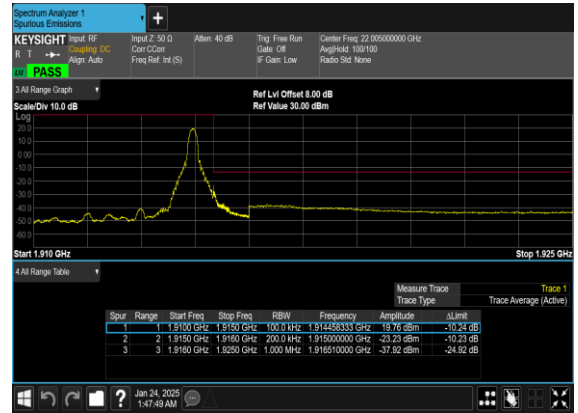 Spectrum Analyzer 1
Spurious Emissions
+
KEYSIGHT Input: RF Input Z: 50 Ω Atten: 40 dB Trig: Free Run Center Freq: 22.005000000 GHz
R T Coupling: DC Corr CCorr Gate: Off Avg|Hold: 100/100
Align: Auto Freq Ref: Int (S) IF Gain: Low Radio Std: None
PASS
3 All Range Graph Ref Lvl Offset 8.00 dB
Scale/Div 10.0 dB Ref Value 30.00 dBm
Log
20.0
10.0
0.00
-10.0
-20.0
-30.0
-40.0
-50.0
-60.0
Start 1.910 GHz Stop 1.925 GHz
4 All Range Table
Measure Trace Trace 1
Trace Type Trace Average (Active)
Spur Range Start Freq Stop Freq RBW Frequency Amplitude ΔLimit
1 1 1.9100 GHz 1.9150 GHz 100.0 kHz 1.914458333 GHz 19.76 dBm -10.24 dB
2 2 1.9150 GHz 1.9160 GHz 200.0 kHz 1.915000000 GHz -23.23 dBm -10.23 dB
3 3 1.9160 GHz 1.9250 GHz 1.000 MHz 1.916510000 GHz -37.92 dBm -24.92 dB
? Jan 24, 2025
1:47:49 AM